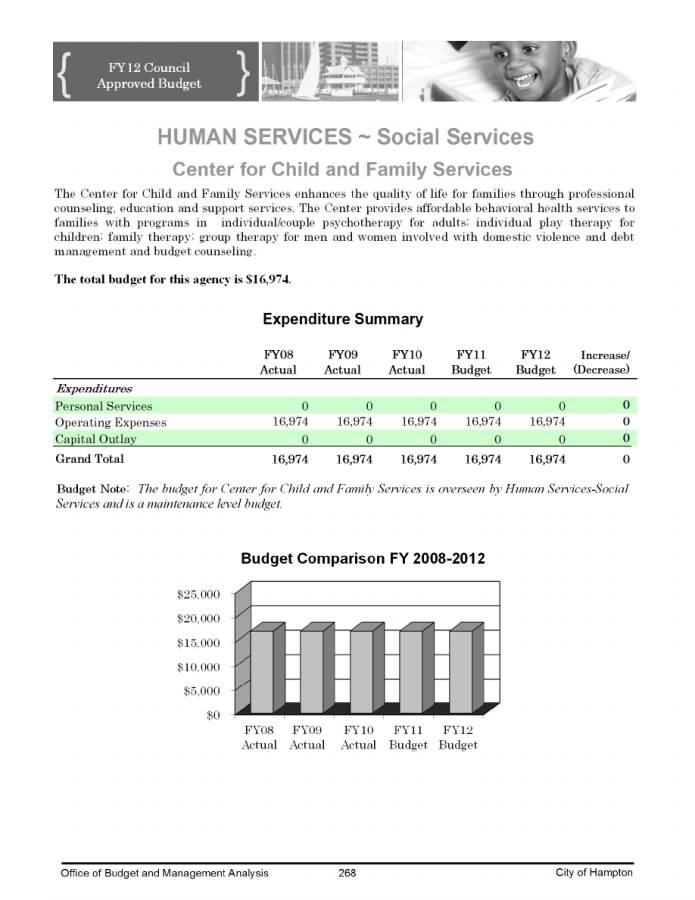 FY12 Council
Approved Budget
HUMAN SERVICES ~ Social Services
Center for Child and Family Services
The Center for Child and Family Services enhances the quality of life for families through professional
counseling, education and support services. The Center provides affordable behavioral health services to
families with programs in individual/couple psychotherapy for adults; individual play therapy for
children; family therapy; group therapy for men and women involved with domestic violence and debt
management and budget counseling.
The total budget for this agency is $16,974.
Expenditure Summary
FY08 FY09 FY10 FY11 FY12 Increase/
Actual Actual Actual Budget Budget (Decrease)
Expenditures
Personal Services 0 0 0 0 0 0
Operating Expenses 16,974 16,974 16,974 16,974 16,974 0
Capital Outlay 0 0 0 0 0 0
Grand Total 16,974 16,974 16,974 16,974 16,974 0
Budget Note: The budget for Center for Child and Family Services is overseen by Human Services-Social
Services and is a maintenance level budget.
Budget Comparison FY 2008-2012
$25,000
$20,000
$15,000
$10,000
$5,000
$0
FY08 FY09 FY10 FY11 FY12
Actual Actual Actual Budget Budget
Office of Budget and Management Analysis 268 City of Hampton